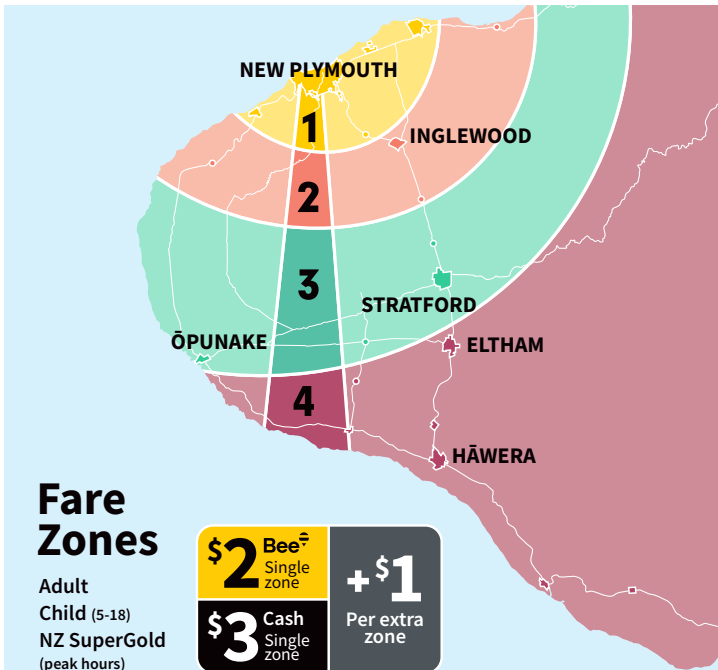 NEW PLYMOUTH
1
INGLEWOOD
2
3
STRATFORD
ŌPUNAKE
ELTHAM
4
HĀWERA
Fare
Zones
Adult
Child (5-18)
NZ SuperGold
(peak hours)
$2 Bee
Single
zone
$3 Cash
Single
zone
+$1
Per extra
zone